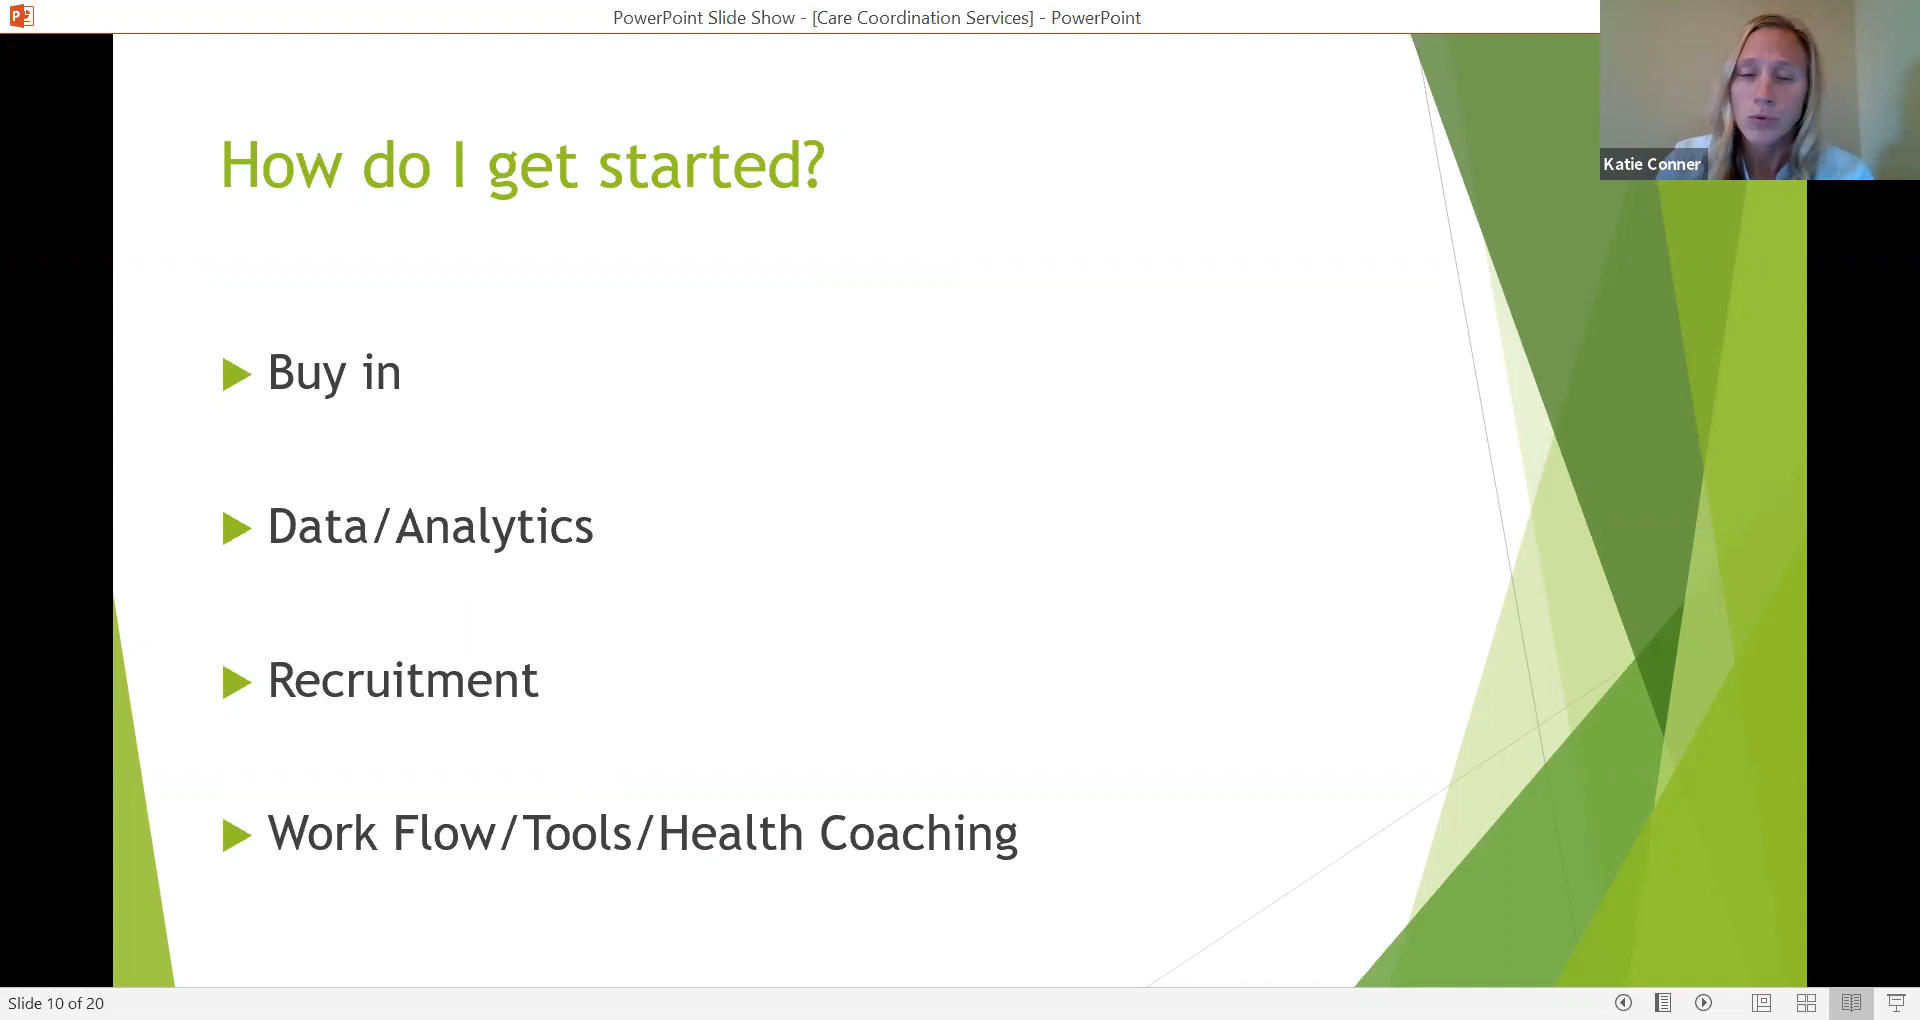 PowerPoint Slide Show - [Care Coordination Services] - PowerPoint
Katie Conner
How do I get started?
Buy in
Data/Analytics
Recruitment
Work Flow/Tools/Health Coaching
Slide 10 of 20